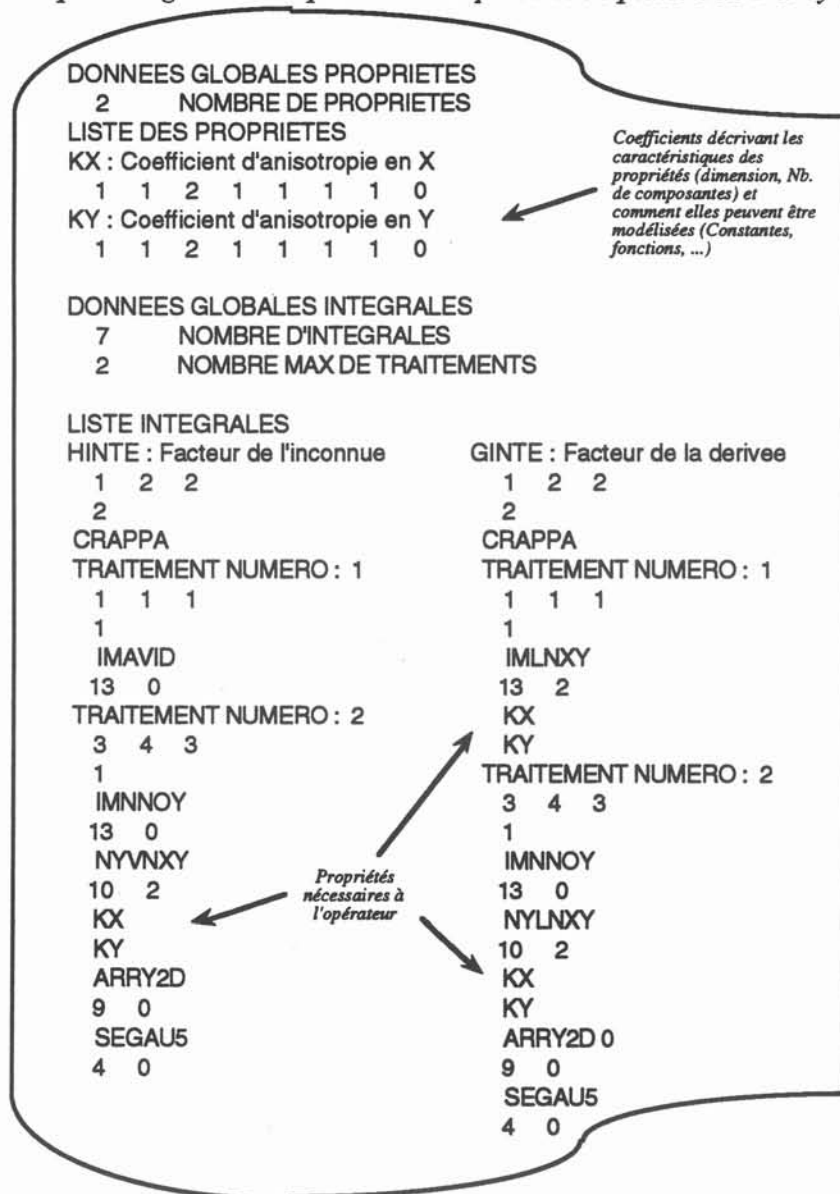 DONNEES GLOBALES PROPRIETES
2 NOMBRE DE PROPRIETES
LISTE DES PROPRIETES
KX : Coefficient d'anisotropie en X
1 1 2 1 1 1 1 0
KY : Coefficient d'anisotropie en Y
1 1 2 1 1 1 1 0
Coefficients décrivant les
caractéristiques des
propriétés (dimension, Nb.
de composantes) et
comment elles peuvent être
modélisées (Constantes,
fonctions, ...)
DONNEES GLOBALES INTEGRALES
7 NOMBRE D'INTEGRALES
2 NOMBRE MAX DE TRAITEMENTS
LISTE INTEGRALES
HINTE : Facteur de l'inconnue
1 2 2
2
CRAPPA
TRAITEMENT NUMERO : 1
1 1 1
1
IMAVID
13 0
TRAITEMENT NUMERO : 2
3 4 3
1
IMNNOY
13 0
NYVNXY
10 2
KX
KY
ARRY2D
9 0
SEGAU5
4 0
Propriétés
nécessaires à
l'opérateur
GINTE : Facteur de la derivee
1 2 2
2
CRAPPA
TRAITEMENT NUMERO : 1
1 1 1
1
IMLNXY
13 2
KX
KY
TRAITEMENT NUMERO : 2
3 4 3
1
IMNNOY
13 0
NYLNXY
10 2
KX
KY
ARRY2D 0
9 0
SEGAU5
4 0